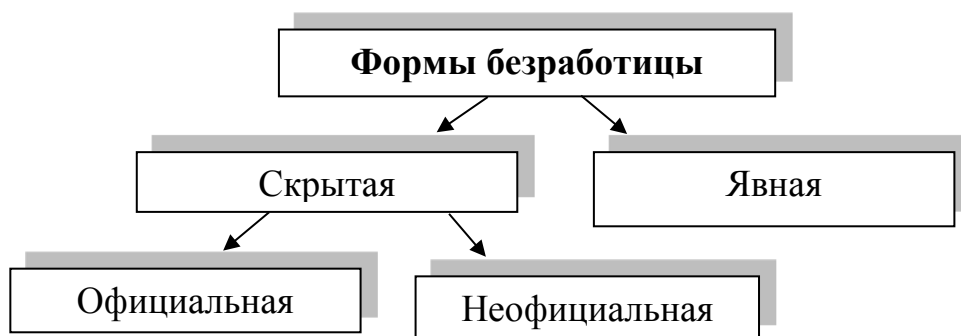 Формы безработицы
Скрытая
Явная
Официальная
Неофициальная